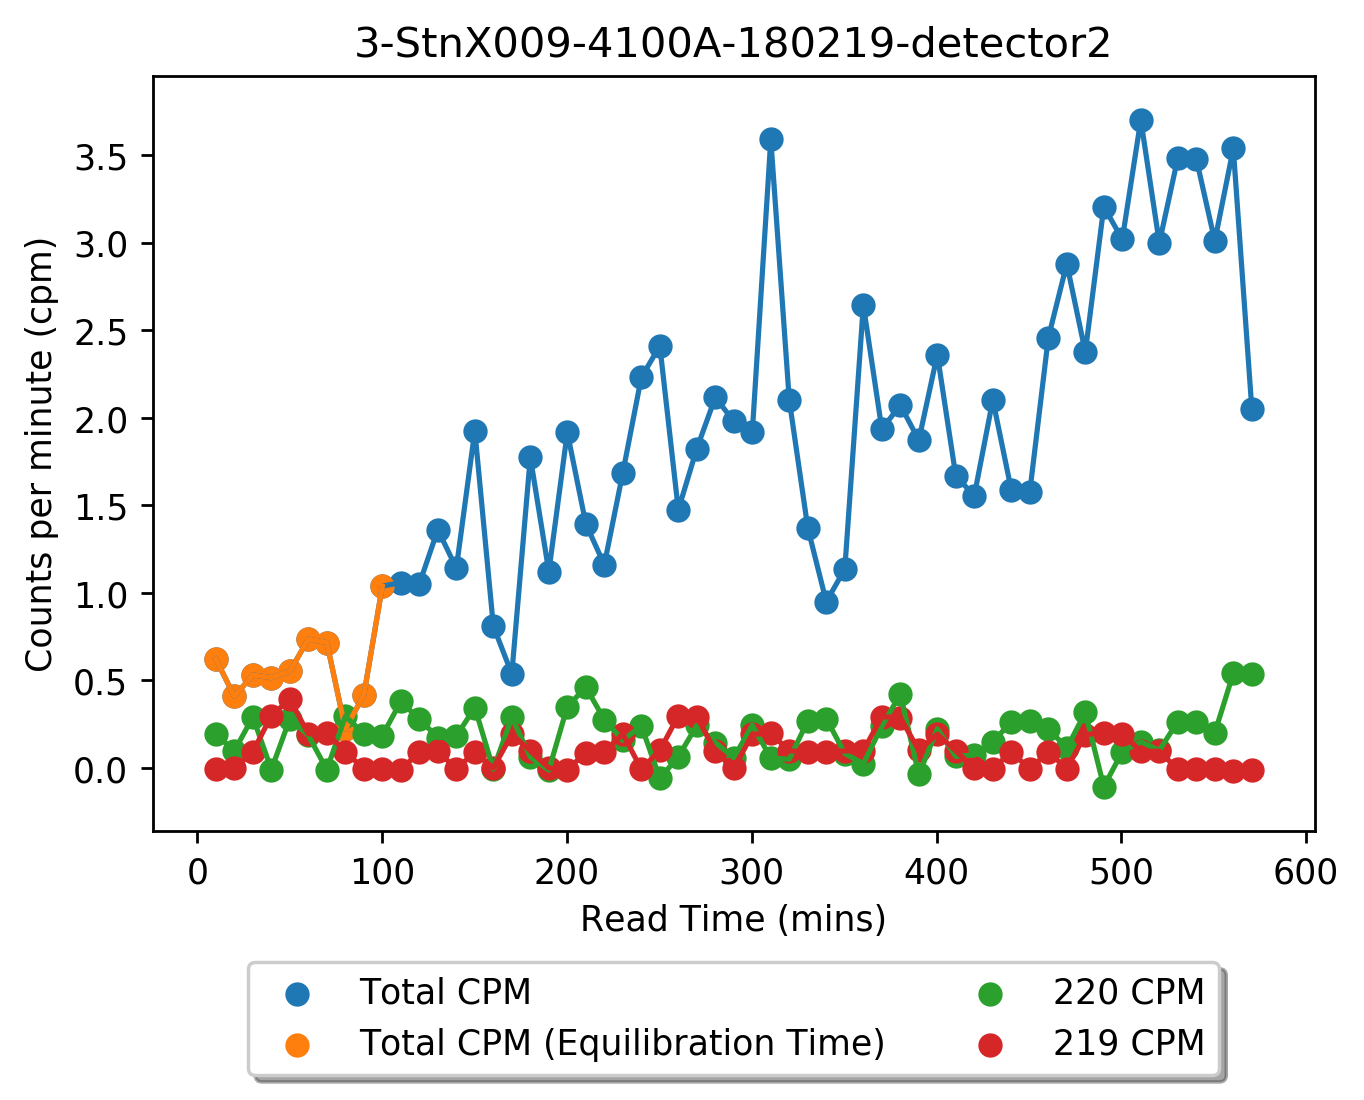 3-StnX009-4100A-180219-detector2
Counts per minute (cpm)
3.5
3.0
2.5
2.0
1.5
1.0
0.5
0.0
0 100 200 300 400 500 600
Read Time (mins)
Total CPM
Total CPM (Equilibration Time)
220 CPM
219 CPM